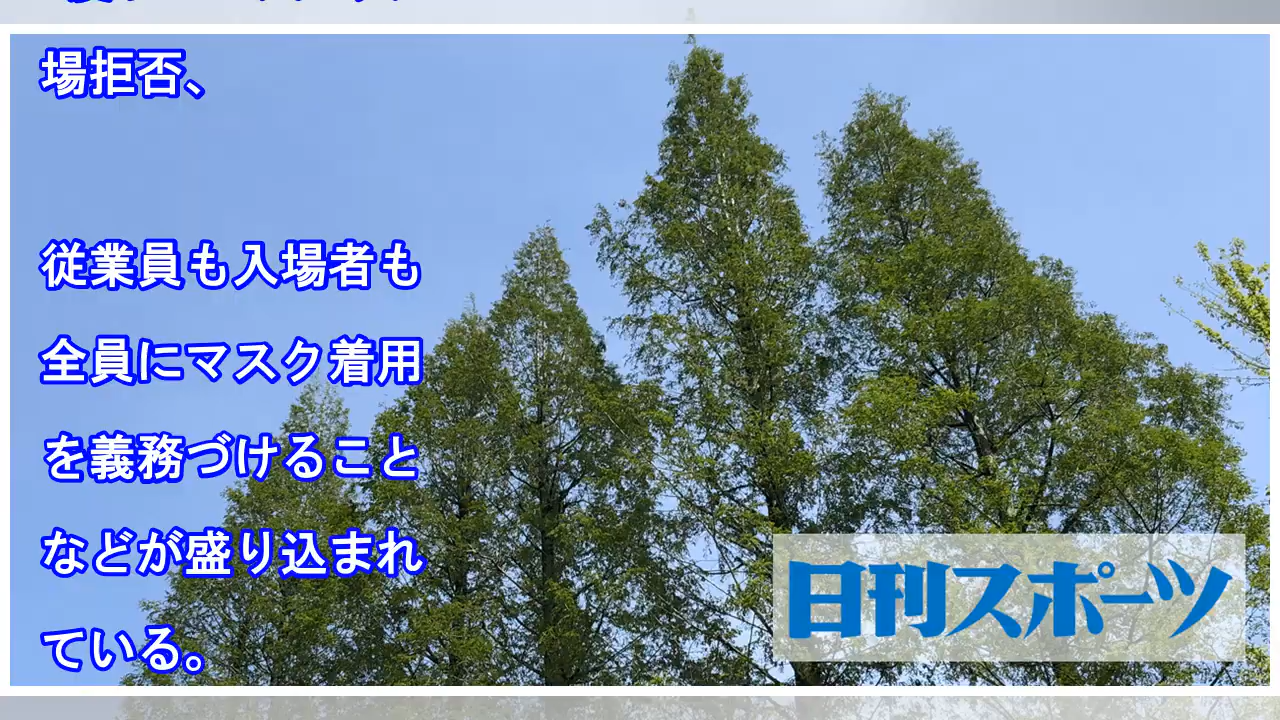 場拒否、
従業員も入場者も
全員にマスク着用
を義務づけること
などが盛り込まれ
ている。
日刊スポーツ